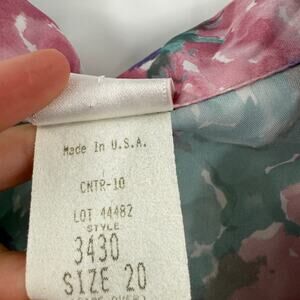 Made In U.S.A.
CNTR-10
LOT 44482
STYLE
3430
SIZE 20